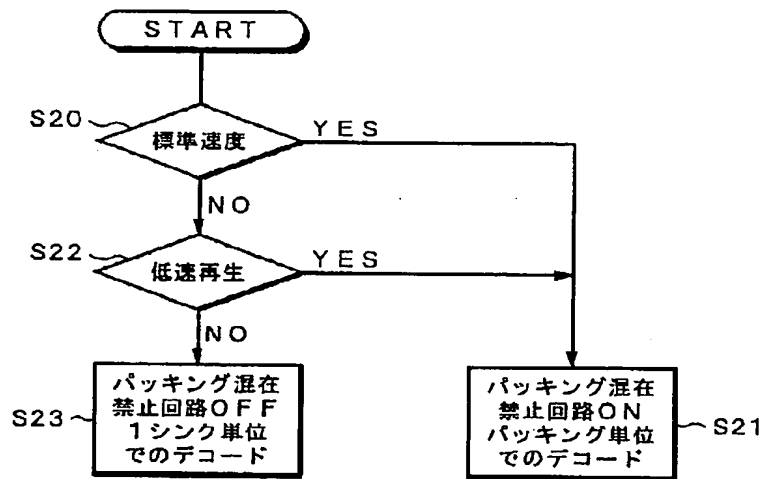 START
S20
標準速度
YES
NO
S22
低速再生
YES
NO
S23
パッキング混在
禁止回路OFF
1シンク単位
でのデコード
パッキング混在
禁止回路ON
パッキング単位
でのデコード
S21